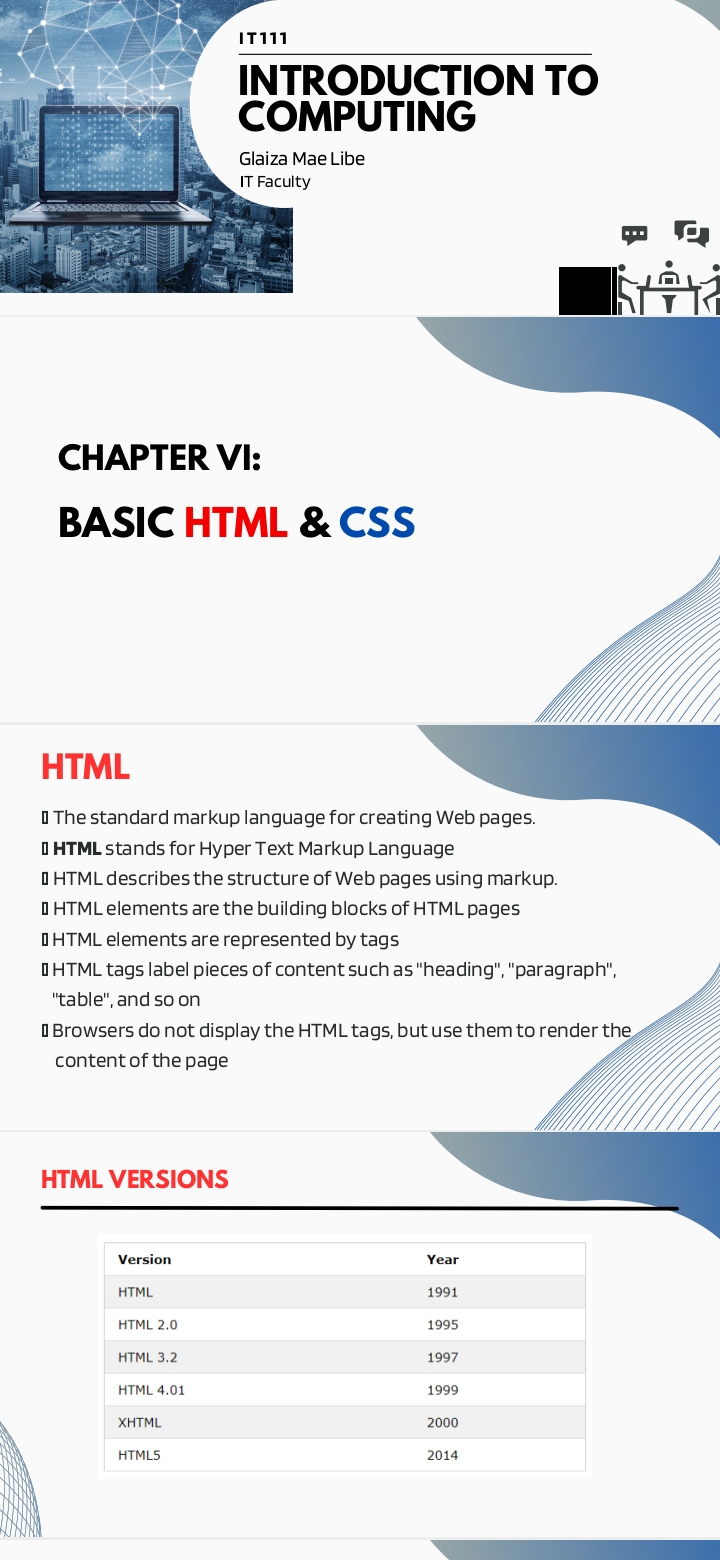 IT111
INTRODUCTION TO
COMPUTING
Glaiza Mae Libe
IT Faculty
CHAPTER VI:
BASIC HTML & CSS
HTML
The standard markup language for creating Web pages.
HTML stands for Hyper Text Markup Language
HTML describes the structure of Web pages using markup.
HTML elements are the building blocks of HTML pages
HTML elements are represented by tags
HTML tags label pieces of content such as "heading", "paragraph",
"table", and so on
Browsers do not display the HTML tags, but use them to render the
content of the page
HTML VERSIONS
Version Year
HTML 1991
HTML 2.0 1995
HTML 3.2 1997
HTML 4.01 1999
XHTML 2000
HTML5 2014